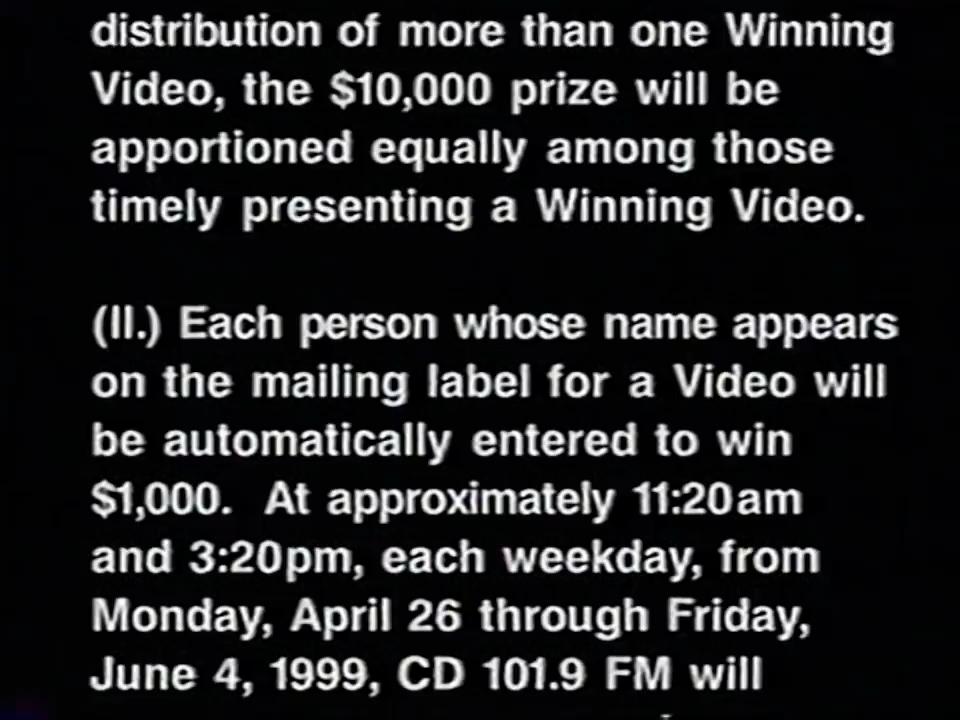 distribution of more than one Winning
Video, the $10,000 prize will be
apportioned equally among those
timely presenting a Winning Video.
(II.) Each person whose name appears
on the mailing label for a Video will
be automatically entered to win
$1,000. At approximately 11:20am
and 3:20pm, each weekday, from
Monday, April 26 through Friday,
June 4, 1999, CD 101.9 FM will